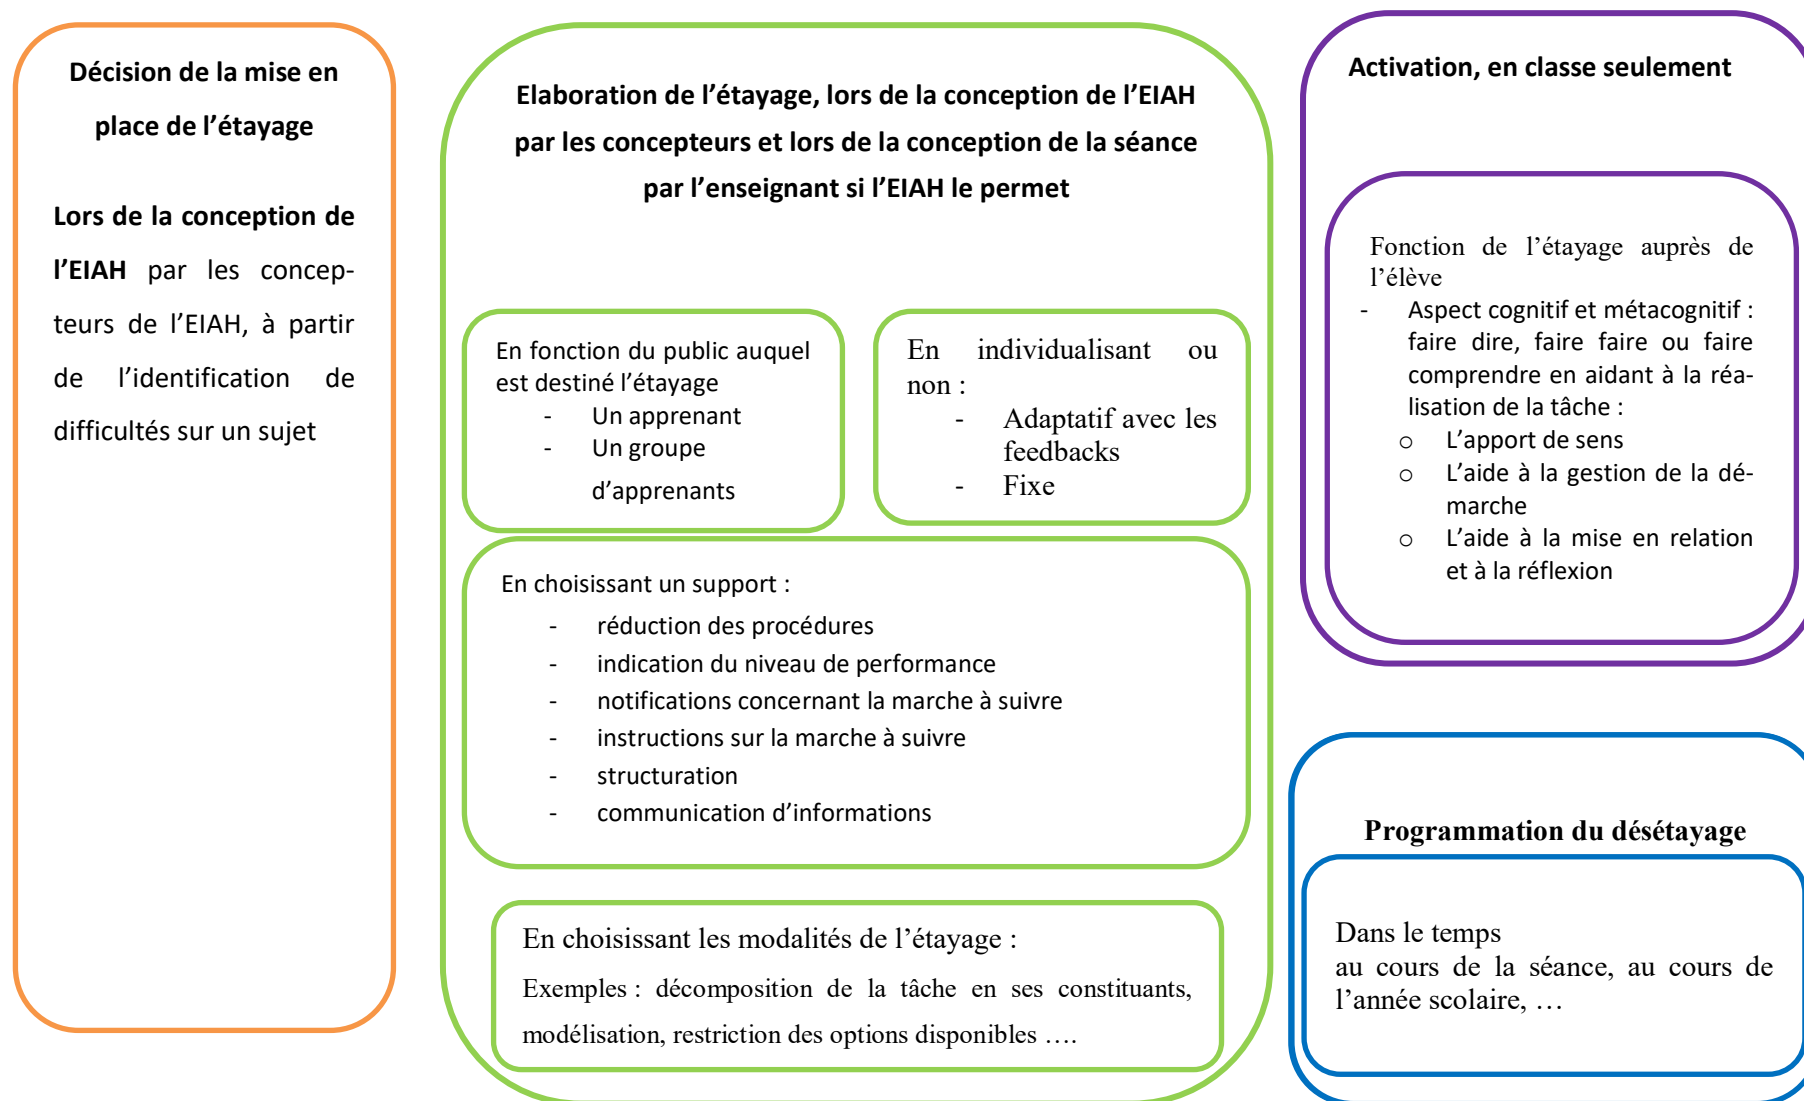 Décision de la mise en
place de l’étayage
Lors de la conception de
l’EIAH par les concep-
teurs de l’EIAH, à partir
de l’identification de
difficultés sur un sujet
Elaboration de l’étayage, lors de la conception de l’EIAH
par les concepteurs et lors de la conception de la séance
par l’enseignant si l’EIAH le permet
En fonction du public auquel
est destiné l’étayage
- Un apprenant
- Un groupe
d’apprenants
En individualisant ou
non :
- Adaptatif avec les
feedbacks
- Fixe
En choisissant un support :
- réduction des procédures
- indication du niveau de performance
- notifications concernant la marche à suivre
- instructions sur la marche à suivre
- structuration
- communication d’informations
En choisissant les modalités de l’étayage :
Exemples : décomposition de la tâche en ses constituants,
modélisation, restriction des options disponibles ….
Activation, en classe seulement
Fonction de l’étayage auprès de
l’élève
- Aspect cognitif et métacognitif :
faire dire, faire faire ou faire
comprendre en aidant à la réa-
lisation de la tâche :
o L’apport de sens
o L’aide à la gestion de la dé-
marche
o L’aide à la mise en relation
et à la réflexion
Programmation du désétayage
Dans le temps
au cours de la séance, au cours de
l’année scolaire, …